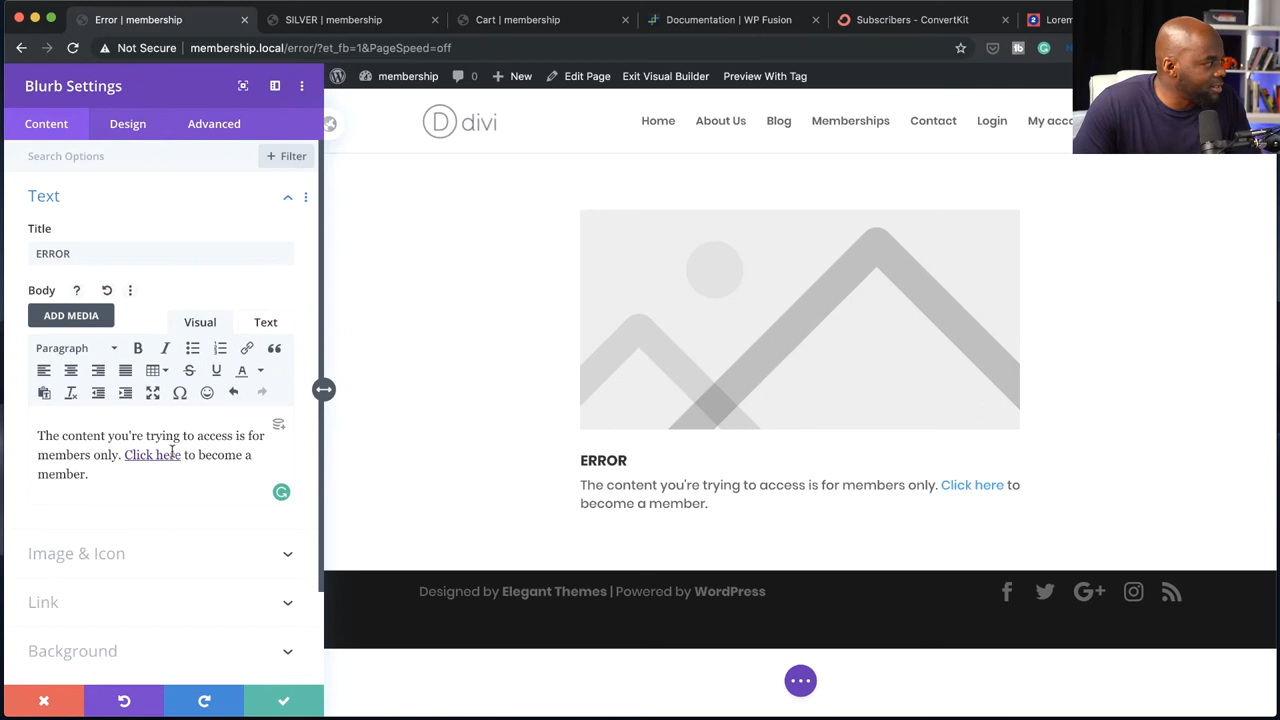 Error | membership
SILVER | membership
Cart | membership
Documentation | WP Fusion
Subscribers - ConvertKit
Lorem
Not Secure
membership.local/error/?et_fb=1&PageSpeed=off
Blurb Settings
membership
0
New
Edit Page
Exit Visual Builder
Preview With Tag
Content
Design
Advanced
D divi
Home
About Us
Blog
Memberships
Contact
Login
My acco
Search Options
+ Filter
Text
Title
ERROR
Body
?
ADD MEDIA
Visual
Text
Paragraph
B
I
U
A
The content you're trying to access is for
members only. Click here to become a
member.
ERROR
The content you're trying to access is for members only. Click here to
become a member.
Image & Icon
Link
Background
Designed by Elegant Themes | Powered by WordPress